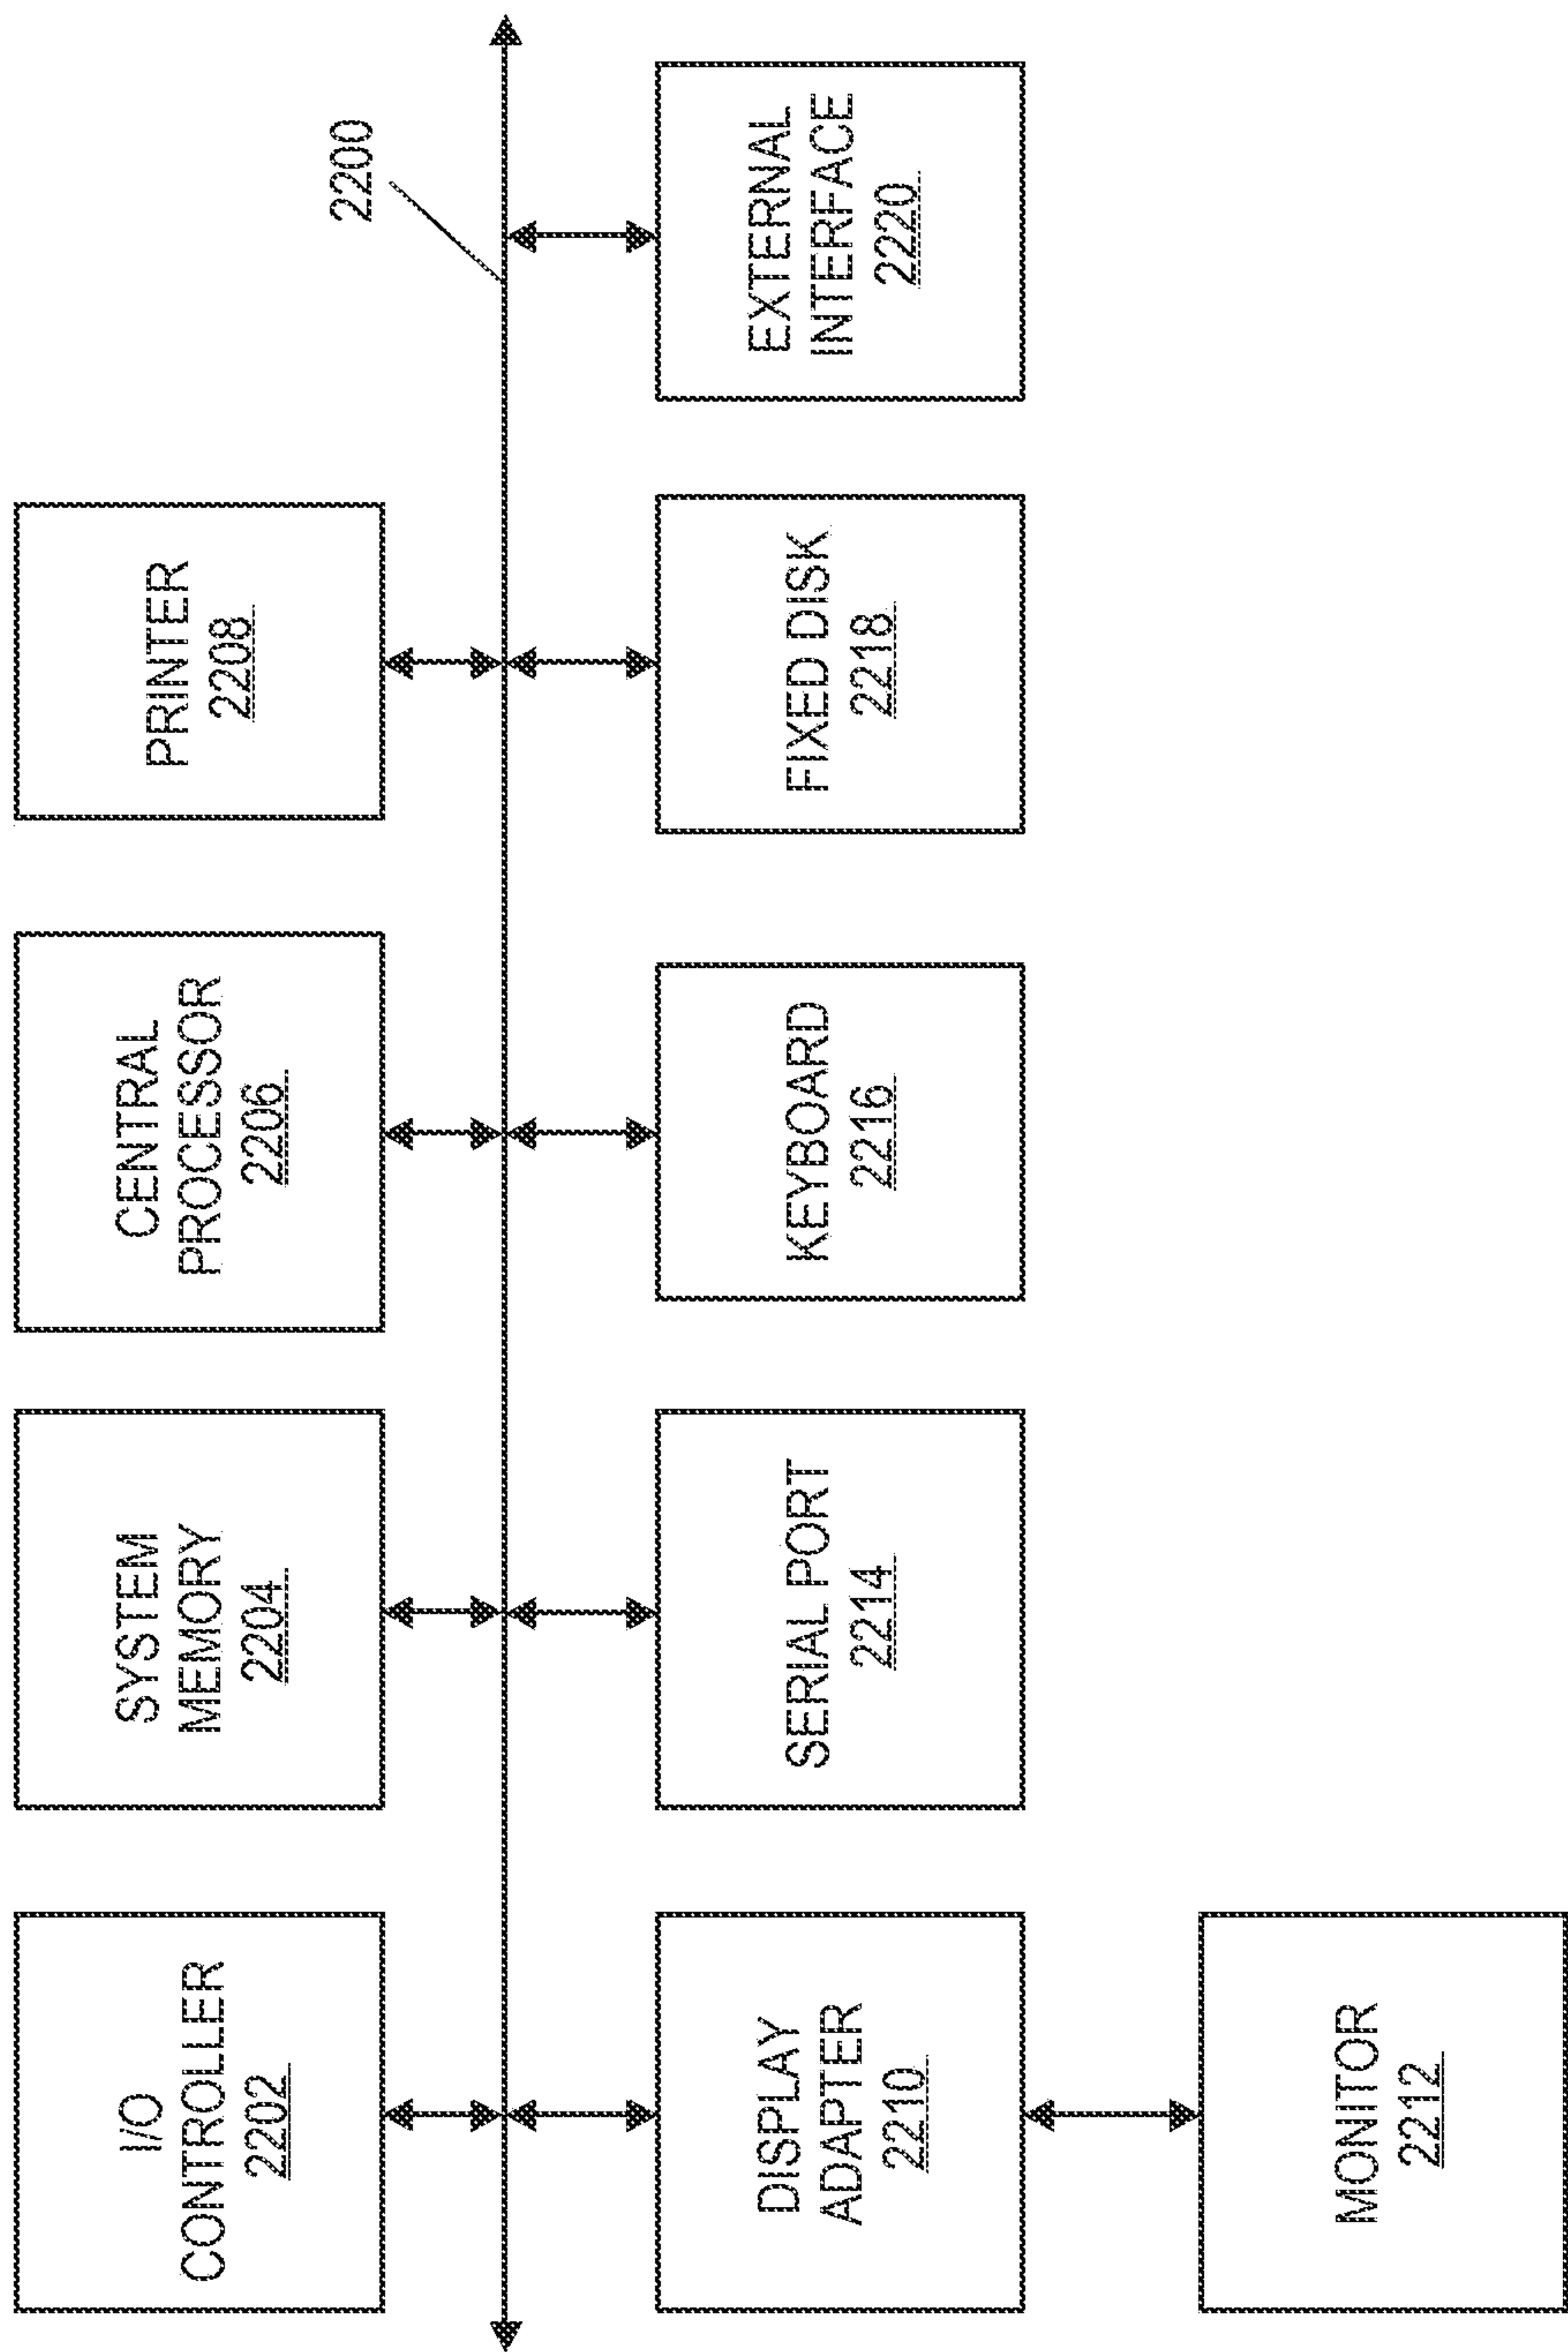 I/O
CONTROLLER
2202
SYSTEM
MEMORY
2204
CENTRAL
PROCESSOR
2206
PRINTER
2208
2200
DISPLAY
ADAPTER
2210
SERIAL PORT
2214
KEYBOARD
2216
FIXED DISK
2218
EXTERNAL
INTERFACE
2220
MONITOR
2212